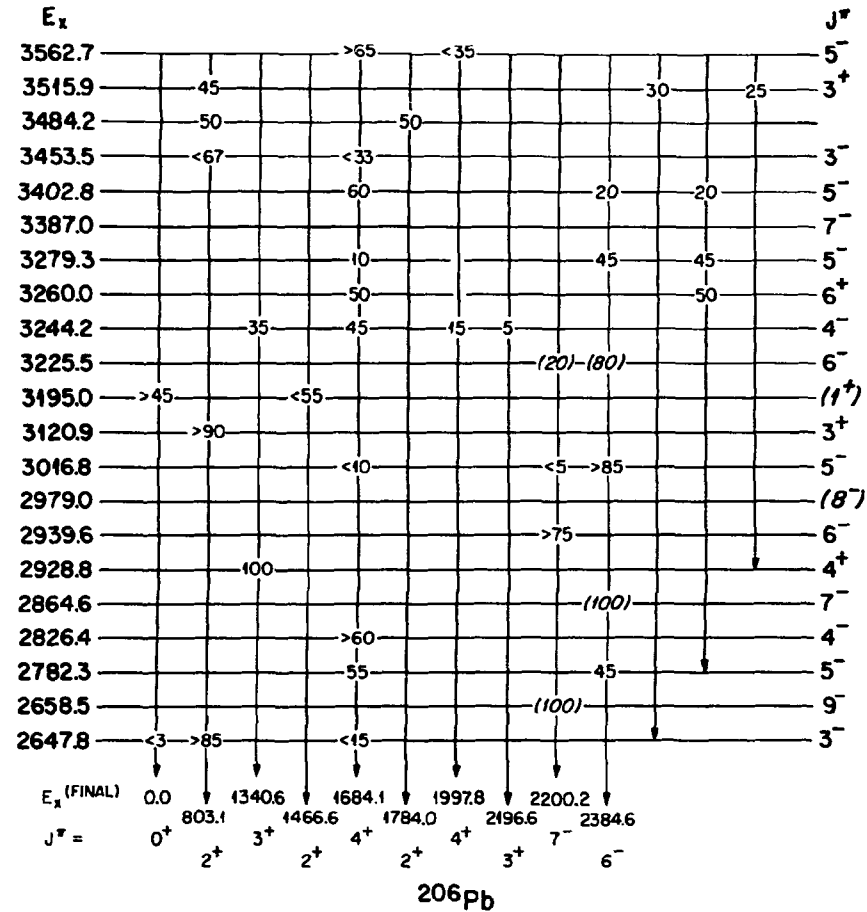 Eₓ Jᵖ
3562.7 >65 <35 5⁻
3515.9 45 30 25 3⁺
3484.2 50 50
3453.5 <67 <33 3⁻
3402.8 60 20 20 5⁻
3387.0 7⁻
3279.3 10 45 45 5⁻
3260.0 50 50 6⁺
3244.2 35 45 15 5 4⁻
3225.5 (20) (80) 6⁻
3195.0 >45 <55 (1⁺)
3120.9 >90 3⁺
3016.8 <10 <5 >85 5⁻
2979.0 (8⁻)
2939.6 >75 6⁻
2928.8 100 4⁺
2864.6 (100) 7⁻
2826.4 >60 4⁻
2782.3 55 45 5⁻
2658.5 (100) 9⁻
2647.8 <3 >85 <15 3⁻
Eₓ (FINAL) 0.0 1340.6 1684.1 1997.8 2200.2
803.1 1466.6 1784.0 2196.6 2384.6
Jᵖⁱ = 0⁺ 3⁺ 4⁺ 4⁺ 7⁻
2⁺ 2⁺ 2⁺ 3⁺ 6⁻
²⁰⁶Pb